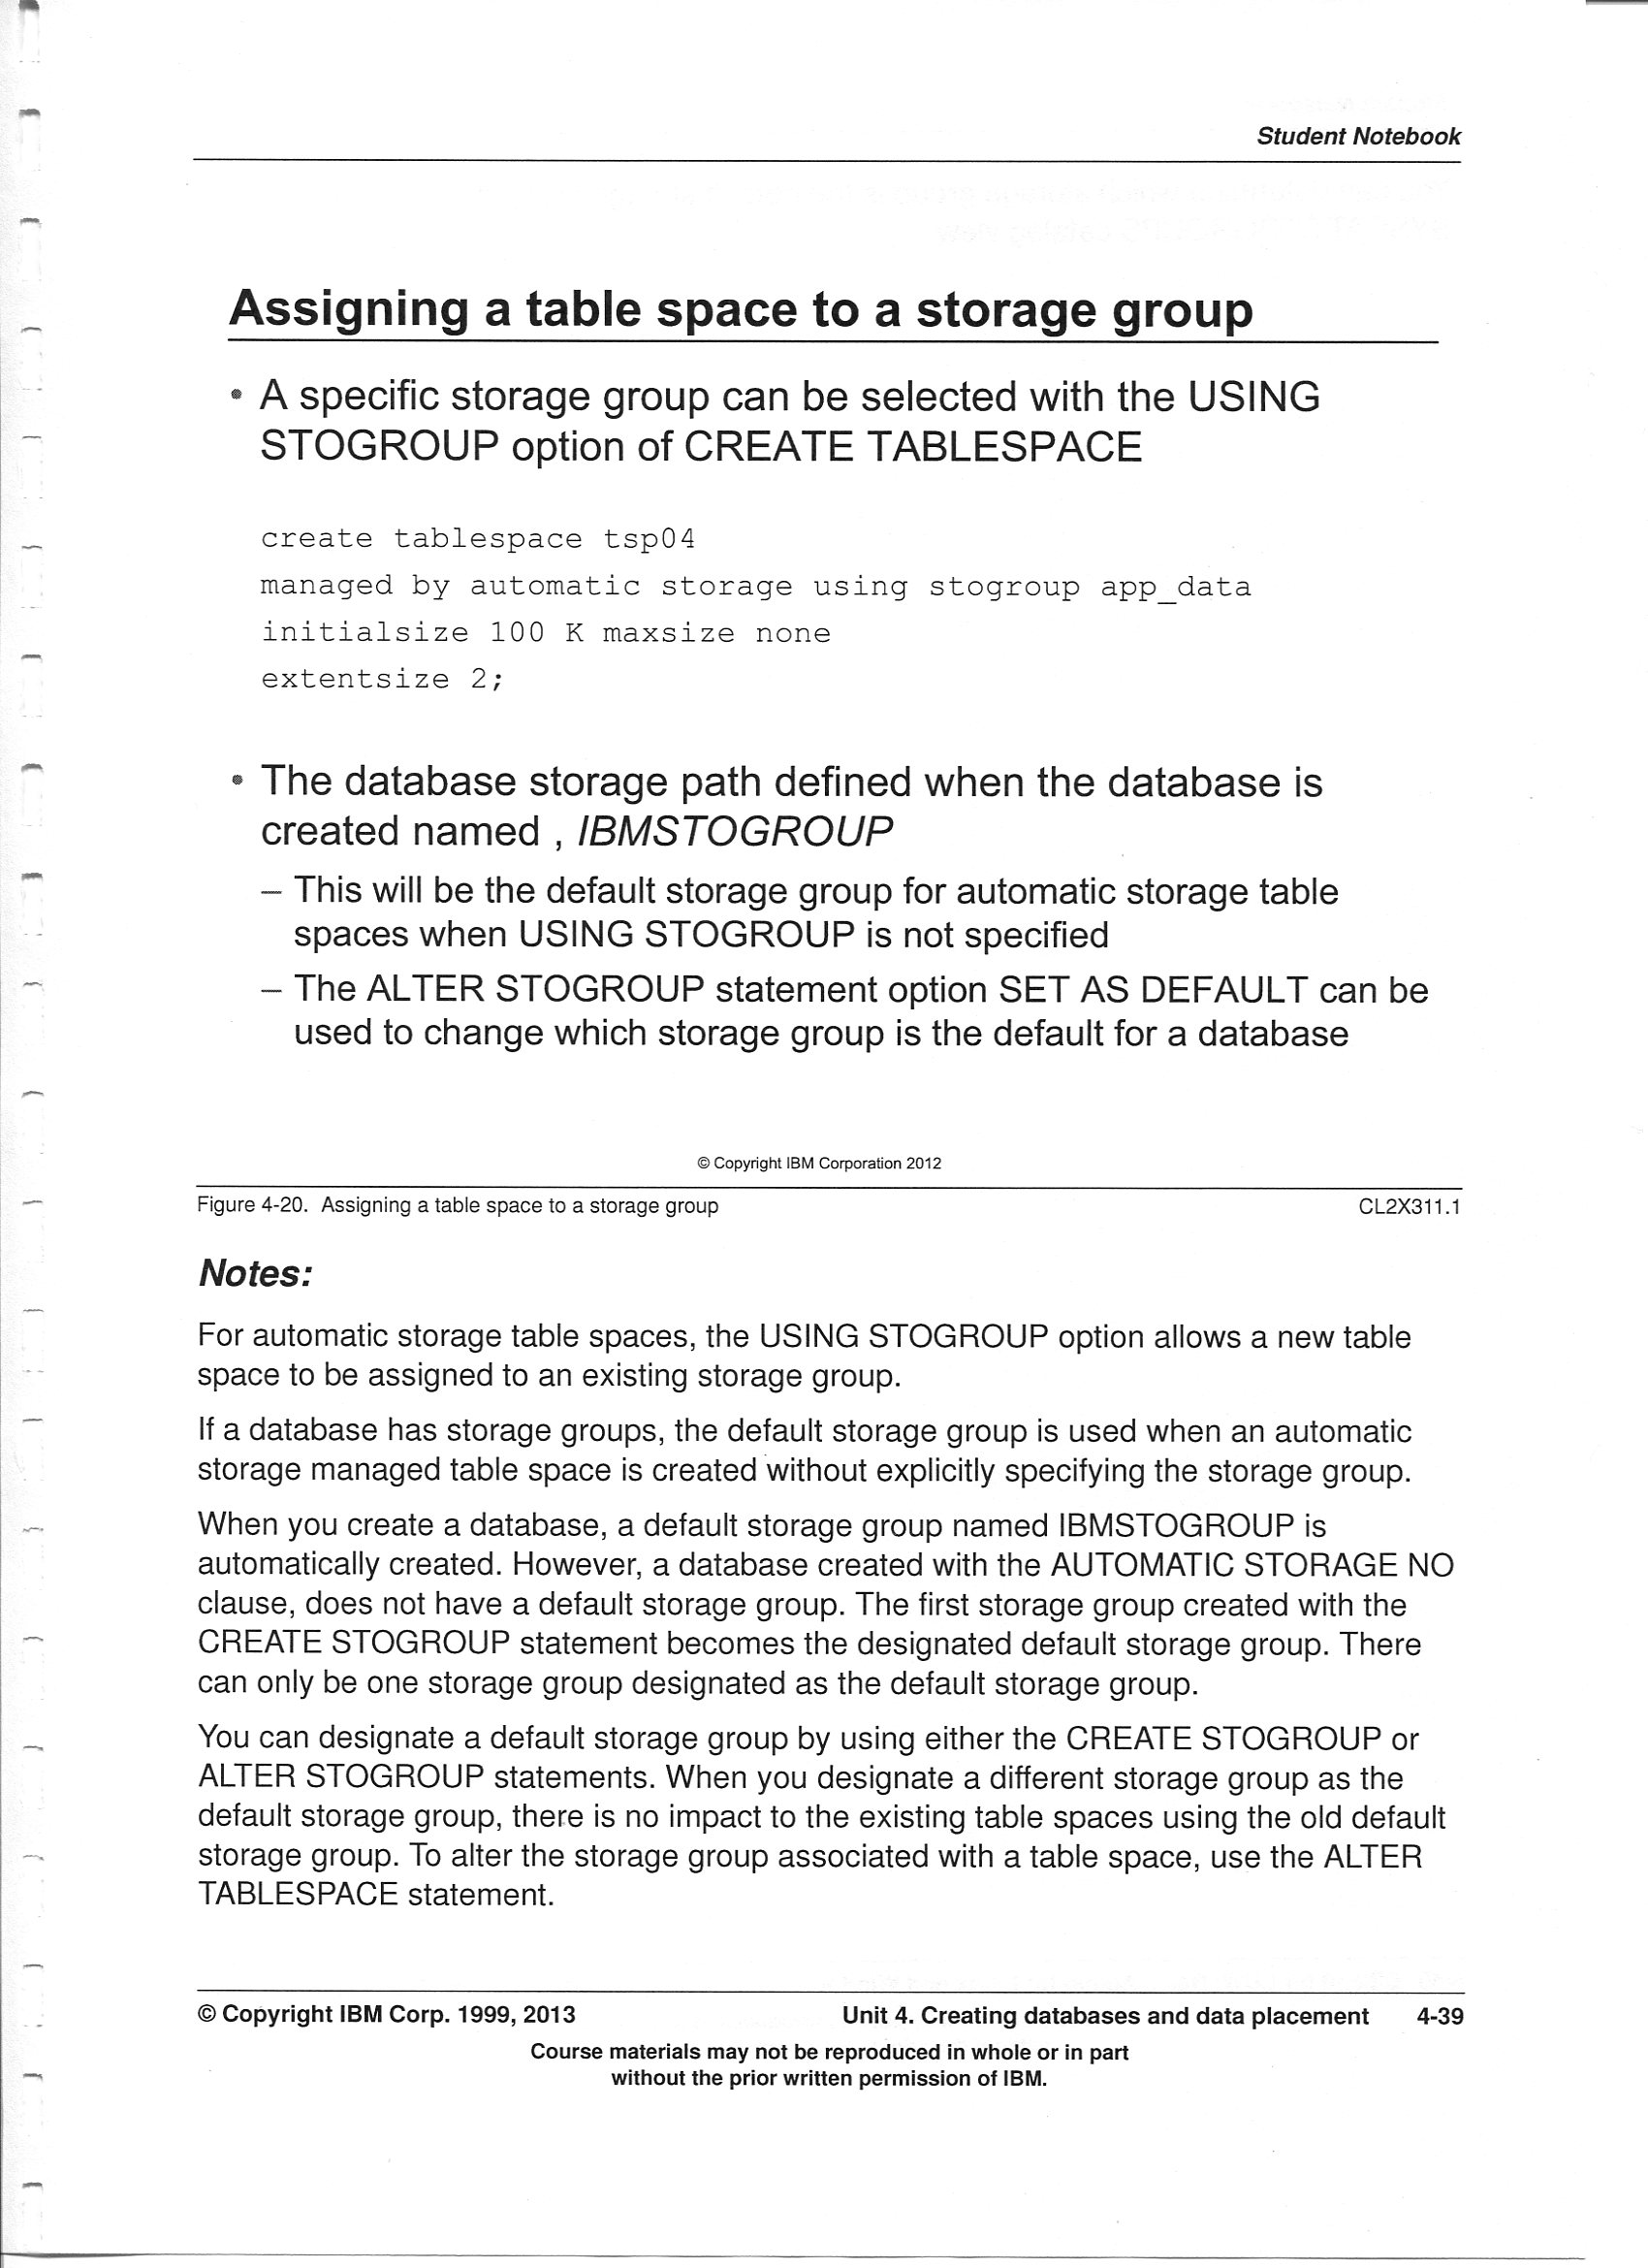 Student Notebook
Assigning a table space to a storage group
• A specific storage group can be selected with the USING
STOGROUP option of CREATE TABLESPACE
create tablespace tsp04
managed by automatic storage using stogroup app_data
initialsize 100 K maxsize none
extentsize 2;
• The database storage path defined when the database is
created named , IBMSTOGROUP
– This will be the default storage group for automatic storage table
spaces when USING STOGROUP is not specified
– The ALTER STOGROUP statement option SET AS DEFAULT can be
used to change which storage group is the default for a database
© Copyright IBM Corporation 2012
Figure 4-20. Assigning a table space to a storage group CL2X311.1
Notes:
For automatic storage table spaces, the USING STOGROUP option allows a new table
space to be assigned to an existing storage group.
If a database has storage groups, the default storage group is used when an automatic
storage managed table space is created without explicitly specifying the storage group.
When you create a database, a default storage group named IBMSTOGROUP is
automatically created. However, a database created with the AUTOMATIC STORAGE NO
clause, does not have a default storage group. The first storage group created with the
CREATE STOGROUP statement becomes the designated default storage group. There
can only be one storage group designated as the default storage group.
You can designate a default storage group by using either the CREATE STOGROUP or
ALTER STOGROUP statements. When you designate a different storage group as the
default storage group, there is no impact to the existing table spaces using the old default
storage group. To alter the storage group associated with a table space, use the ALTER
TABLESPACE statement.
© Copyright IBM Corp. 1999, 2013 Unit 4. Creating databases and data placement 4-39
Course materials may not be reproduced in whole or in part
without the prior written permission of IBM.